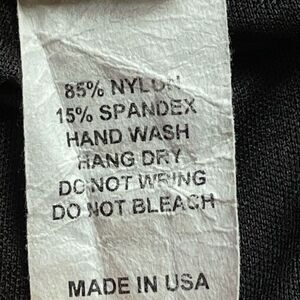 85% NYLON
15% SPANDEX
HAND WASH
HANG DRY
DO NOT WRING
DO NOT BLEACH
MADE IN USA